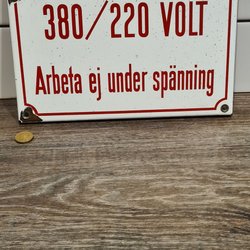 380/220 VOLT
Arbeta ej under spänning